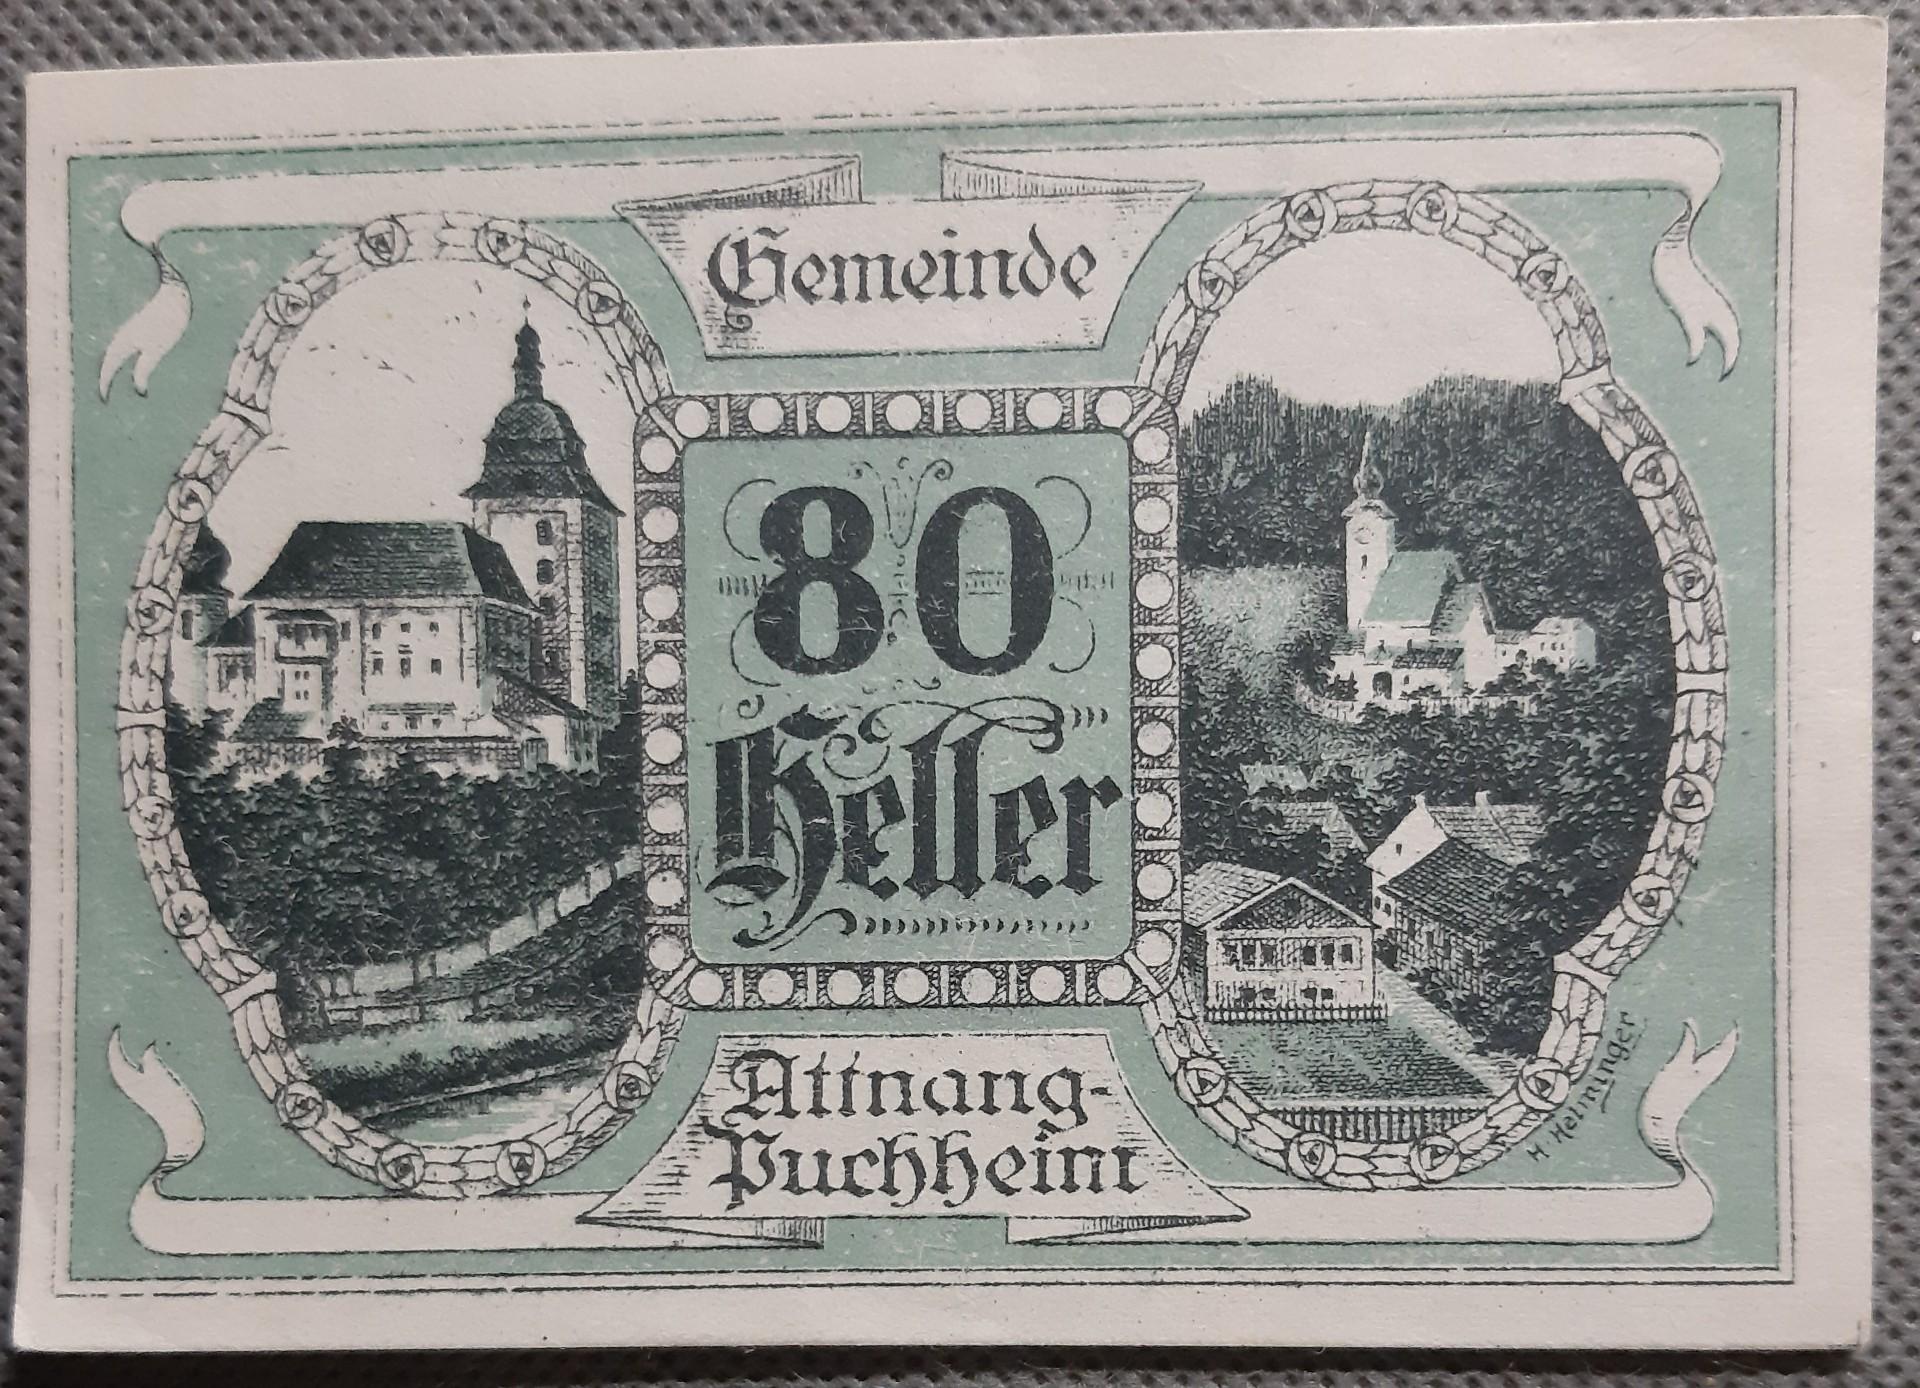 Gemeinde
80
Heller
Attnang-
Puchheim
H. Helminger